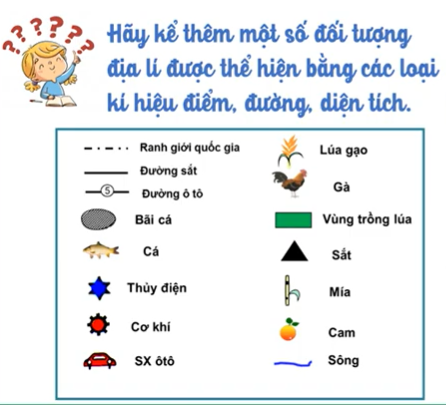 Hãy kể thêm một số đối tượng
địa lí được thể hiện bằng các loại
kí hiệu điểm, đường, diện tích.
Ranh giới quốc gia
Đường sắt
5
Đường ô tô
Bãi cá
Cá
Thủy điện
Cơ khí
SX ôtô
Lúa gạo
Gà
Vùng trồng lúa
Sắt
Mía
Cam
Sông